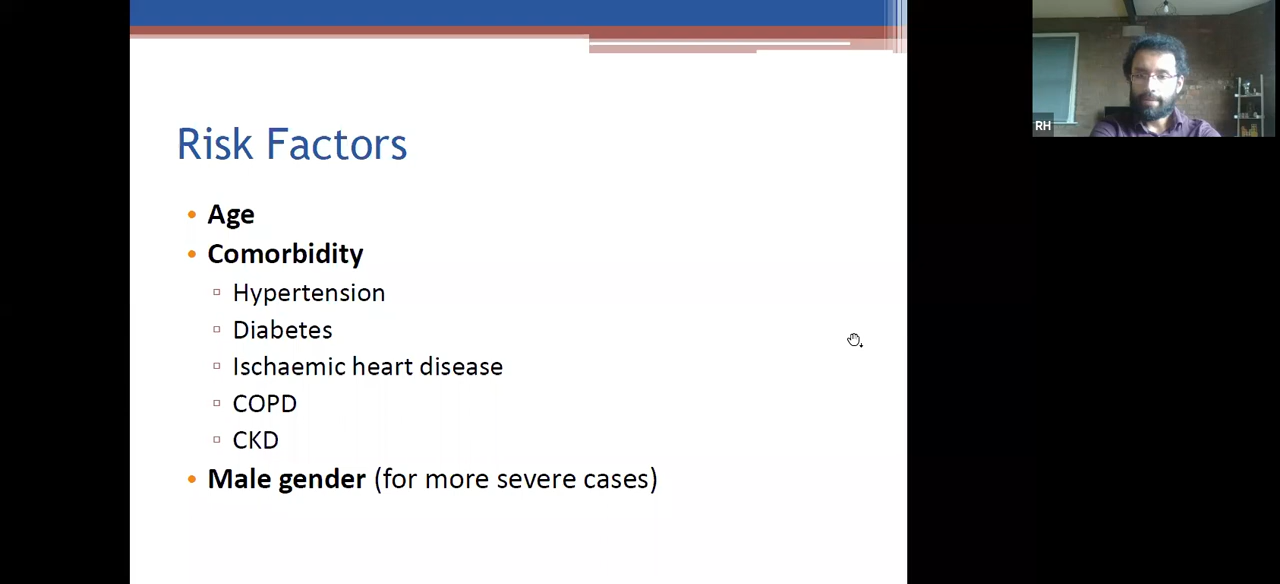 Risk Factors
• Age
• Comorbidity
▫ Hypertension
▫ Diabetes
▫ Ischaemic heart disease
▫ COPD
▫ CKD
• Male gender (for more severe cases)
RH